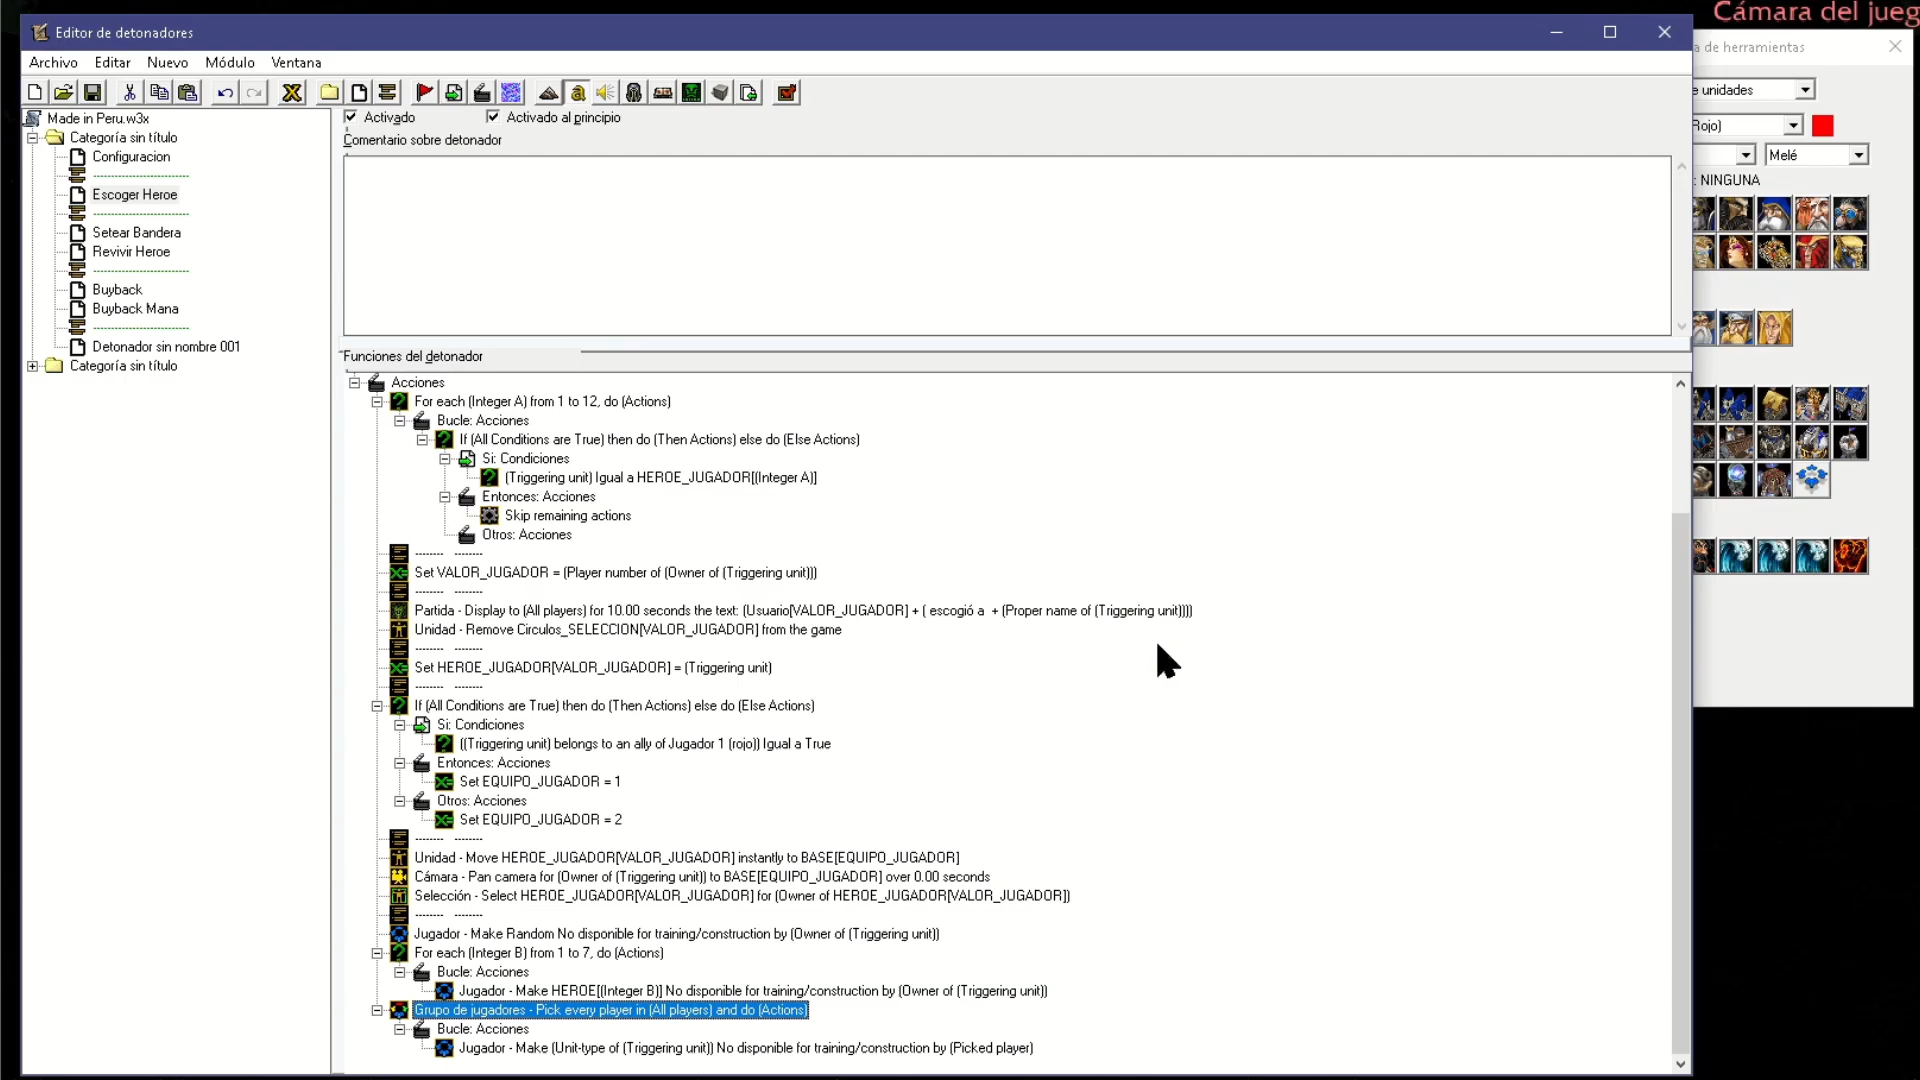 Cámara del jueg
Editor de detonadores
a de herramientas
Archivo Editar Nuevo Módulo Ventana
e unidades
Made in Peru.w3x
Activado
Activado al principio
Rojo)
Categoría sin título
Comentario sobre detonador
Configuracion
Melé
------------------------
: NINGUNA
Escoger Heroe
------------------------
Setear Bandera
Revivir Heroe
------------------------
Buyback
Buyback Mana
------------------------
Detonador sin nombre 001
Categoría sin título
Funciones del detonador
Acciones
For each (Integer A) from 1 to 12, do (Actions)
Bucle: Acciones
If (All Conditions are True) then do (Then Actions) else do (Else Actions)
Si: Condiciones
(Triggering unit) Igual a HEROE_JUGADOR[(Integer A)]
Entonces: Acciones
Skip remaining actions
Otros: Acciones
------- -------
Set VALOR_JUGADOR = (Player number of (Owner of (Triggering unit)))
------- -------
Partida - Display to (All players) for 10.00 seconds the text: (Usuario[VALOR_JUGADOR] + ( escogió a  + (Proper name of (Triggering unit))))
Unidad - Remove Circulos_SELECCION[VALOR_JUGADOR] from the game
------- -------
Set HEROE_JUGADOR[VALOR_JUGADOR] = (Triggering unit)
------- -------
If (All Conditions are True) then do (Then Actions) else do (Else Actions)
Si: Condiciones
((Triggering unit) belongs to an ally of Jugador 1 (rojo)) Igual a True
Entonces: Acciones
Set EQUIPO_JUGADOR = 1
Otros: Acciones
Set EQUIPO_JUGADOR = 2
------- -------
Unidad - Move HEROE_JUGADOR[VALOR_JUGADOR] instantly to BASE[EQUIPO_JUGADOR]
Cámara - Pan camera for (Owner of (Triggering unit)) to BASE[EQUIPO_JUGADOR] over 0.00 seconds
Selección - Select HEROE_JUGADOR[VALOR_JUGADOR] for (Owner of HEROE_JUGADOR[VALOR_JUGADOR])
------- -------
Jugador - Make Random No disponible for training/construction by (Owner of (Triggering unit))
For each (Integer B) from 1 to 7, do (Actions)
Bucle: Acciones
Jugador - Make HEROE[(Integer B)] No disponible for training/construction by (Owner of (Triggering unit))
Grupo de jugadores - Pick every player in (All players) and do (Actions)
Bucle: Acciones
Jugador - Make (Unit-type of (Triggering unit)) No disponible for training/construction by (Picked player)